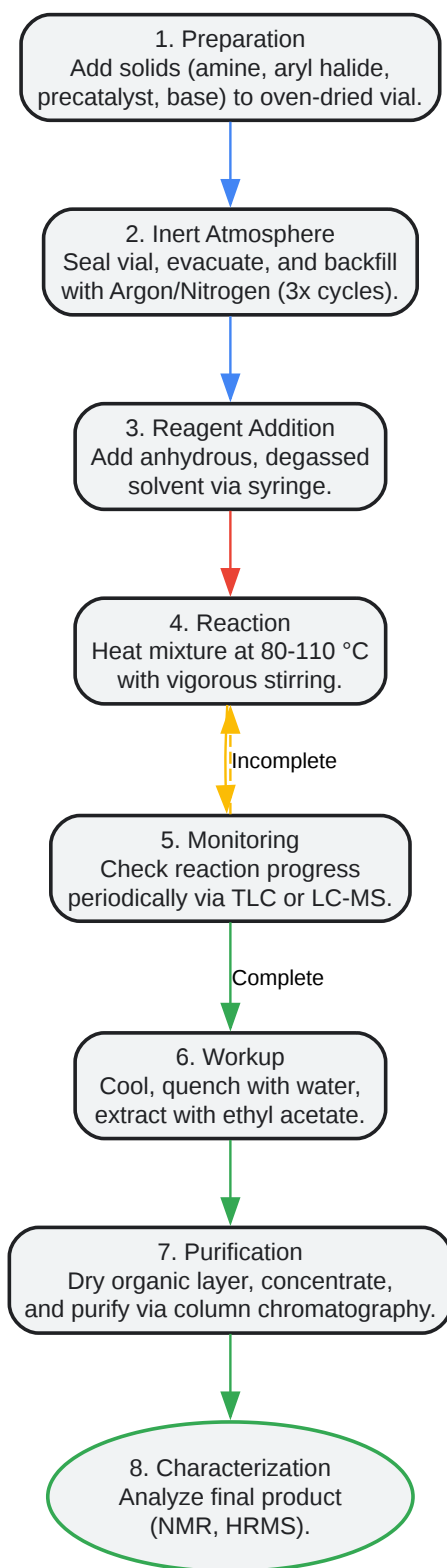 1. Preparation
Add solids (amine, aryl halide,
precatalyst, base) to oven-dried vial.
2. Inert Atmosphere
Seal vial, evacuate, and backfill
with Argon/Nitrogen (3x cycles).
3. Reagent Addition
Add anhydrous, degassed
solvent via syringe.
4. Reaction
Heat mixture at 80-110 °C
with vigorous stirring.
Incomplete
5. Monitoring
Check reaction progress
periodically via TLC or LC-MS.
Complete
6. Workup
Cool, quench with water,
extract with ethyl acetate.
7. Purification
Dry organic layer, concentrate,
and purify via column chromatography.
8. Characterization
Analyze final product
(NMR, HRMS).